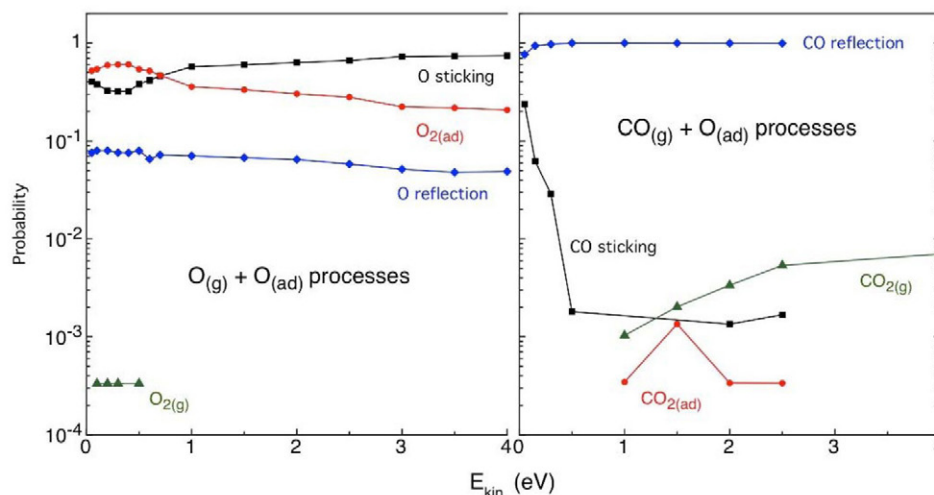 1
10⁻¹
10⁻²
10⁻³
10⁻⁴
Probability
O sticking
O₂(ad)
O reflection
O(g) + O(ad) processes
O₂(g)
0
1
2
3
40
CO reflection
CO(g) + O(ad) processes
CO sticking
CO₂(g)
CO₂(ad)
1
2
3
4
Eₖᵢₙ (eV)